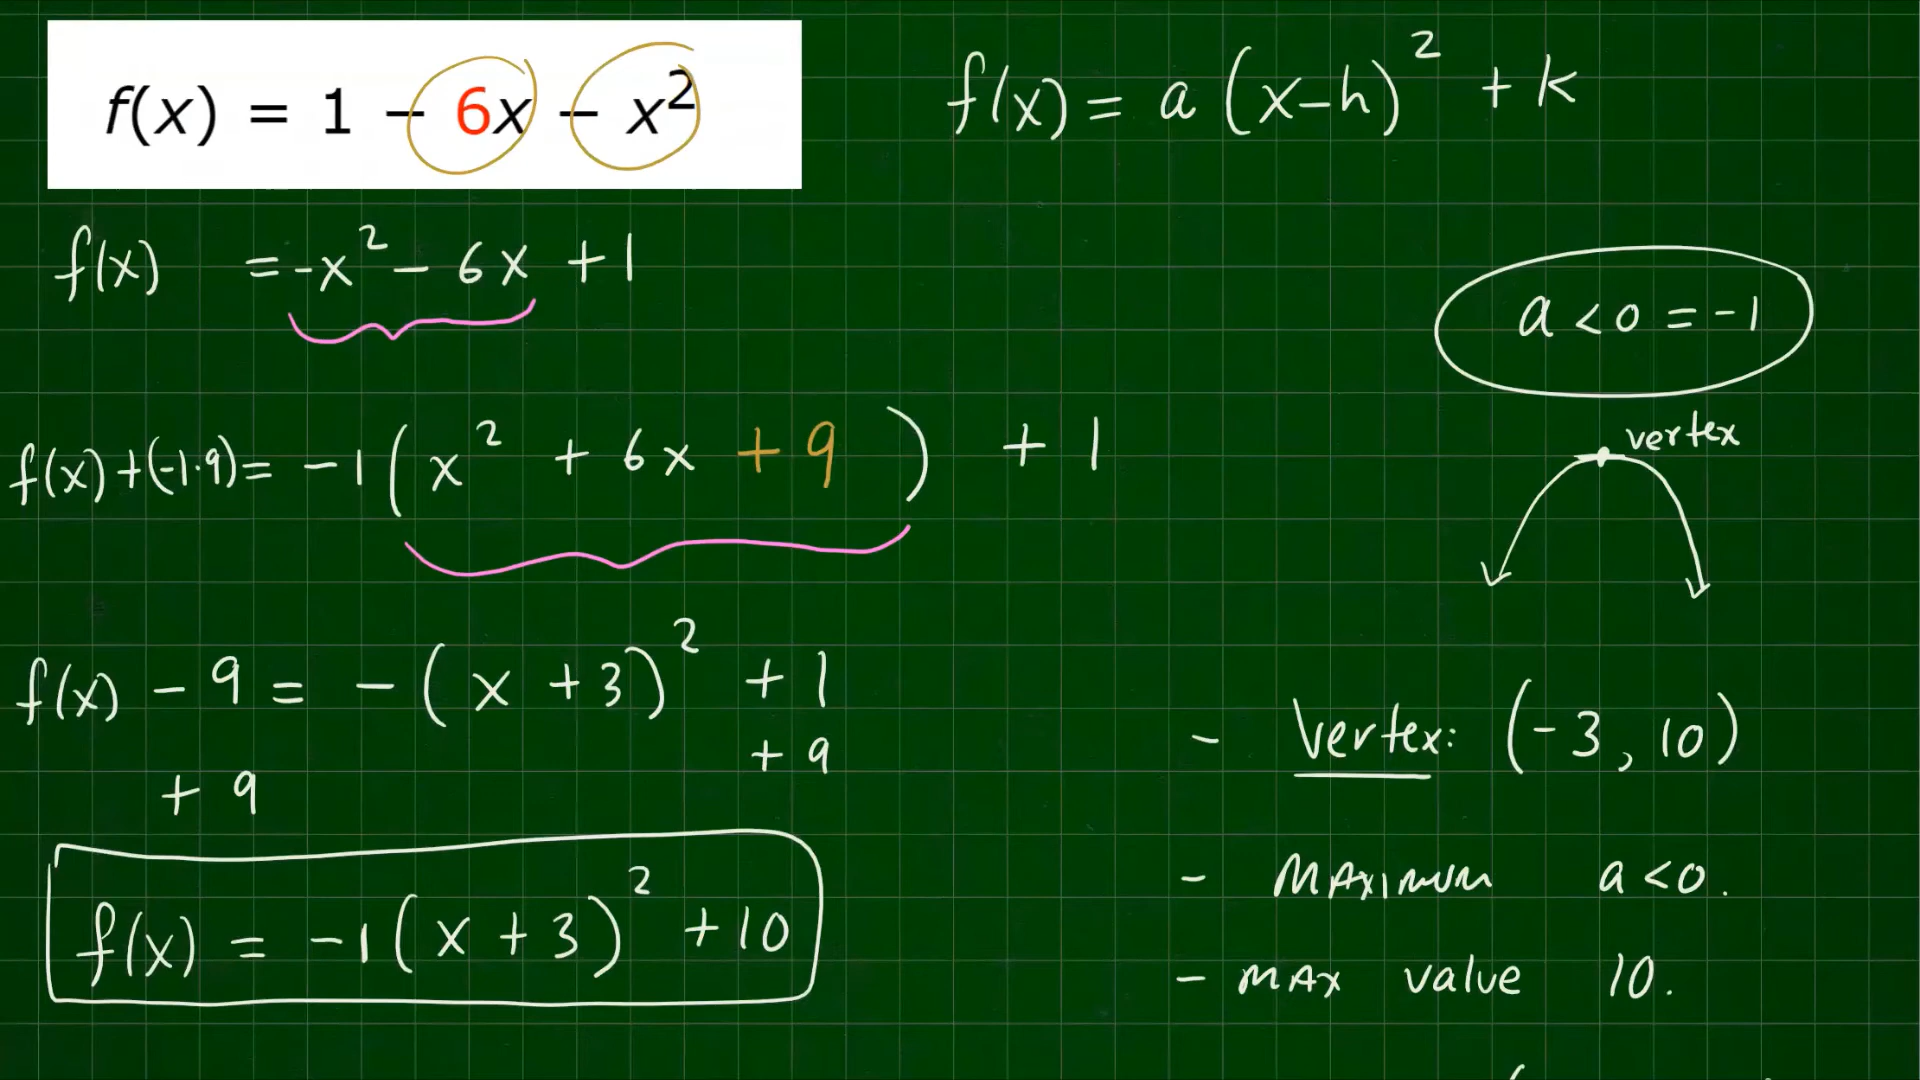 f(x) = 1 − 6x − x²
f(x) = a (x-h)² + k
f(x) = -x² - 6x + 1
a < 0 = -1
vertex
f(x) + (-1·9) = -1 ( x² + 6x + 9 ) + 1
f(x) - 9 = - ( x + 3 )² + 1
+ 9
+ 9
- Vertex: (-3, 10)
- MAXIMUM a < 0.
f(x) = -1 ( x + 3 )² + 10
- MAX value 10.